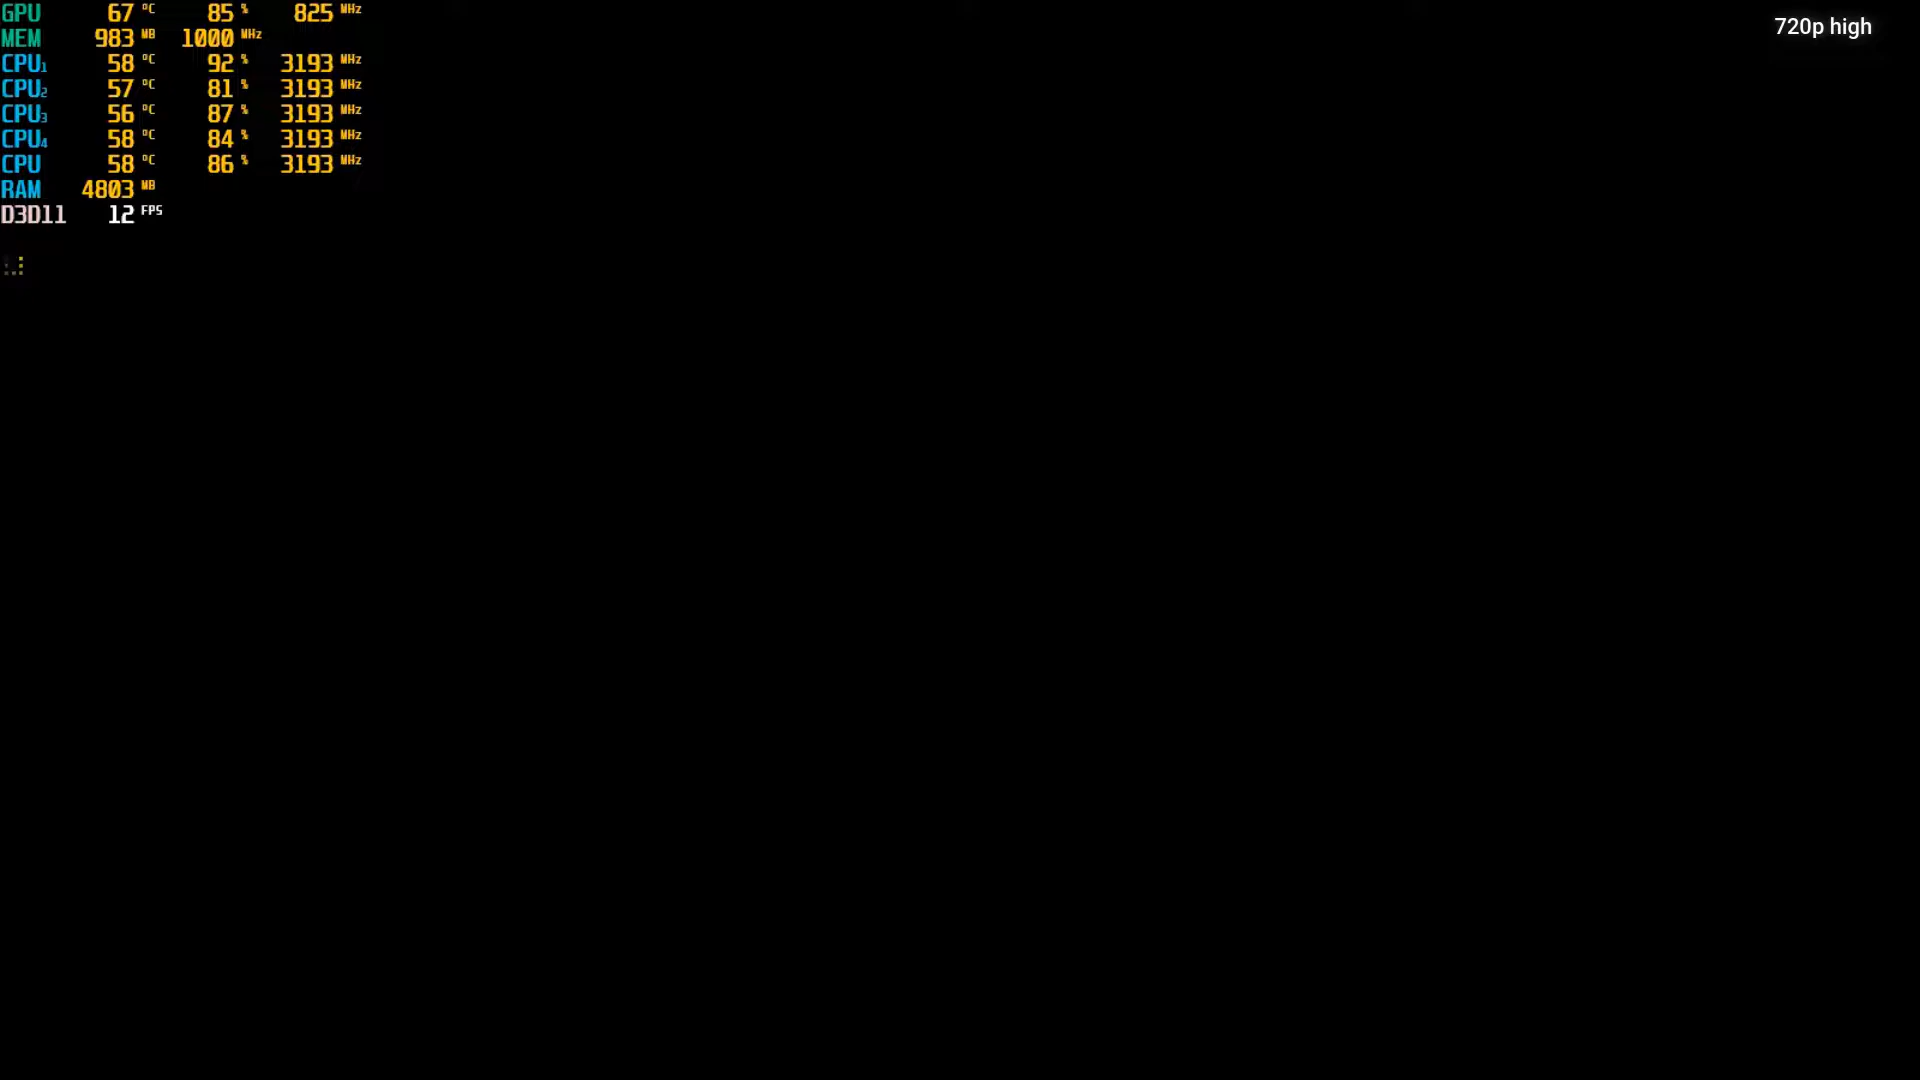 GPU 67 °C 85 % 825 MHz
MEM 983 MB 1000 MHz
CPU1 58 °C 92 % 3193 MHz
CPU2 57 °C 81 % 3193 MHz
CPU3 56 °C 87 % 3193 MHz
CPU4 58 °C 84 % 3193 MHz
CPU 58 °C 86 % 3193 MHz
RAM 4803 MB
D3D11 12 FPS
720p high